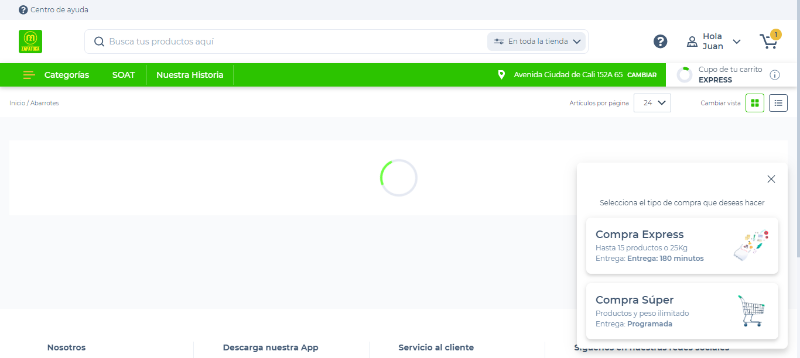 Centro de ayuda
Busca tus productos aquí
En toda la tienda
Hola
Juan
1
Categorías
SOAT
Nuestra Historia
Avenida Ciudad de Cali 152A 65 CAMBIAR
Cupo de tu carrito
EXPRESS
Inicio / Abarrotes
Artículos por página
24
Cambiar vista
Selecciona el tipo de compra que deseas hacer
Compra Express
Hasta 15 productos o 25Kg
Entrega: Entrega: 180 minutos
Compra Súper
Productos y peso ilimitado
Entrega: Programada
Nosotros
Descarga nuestra App
Servicio al cliente
Síguenos en nuestras redes sociales